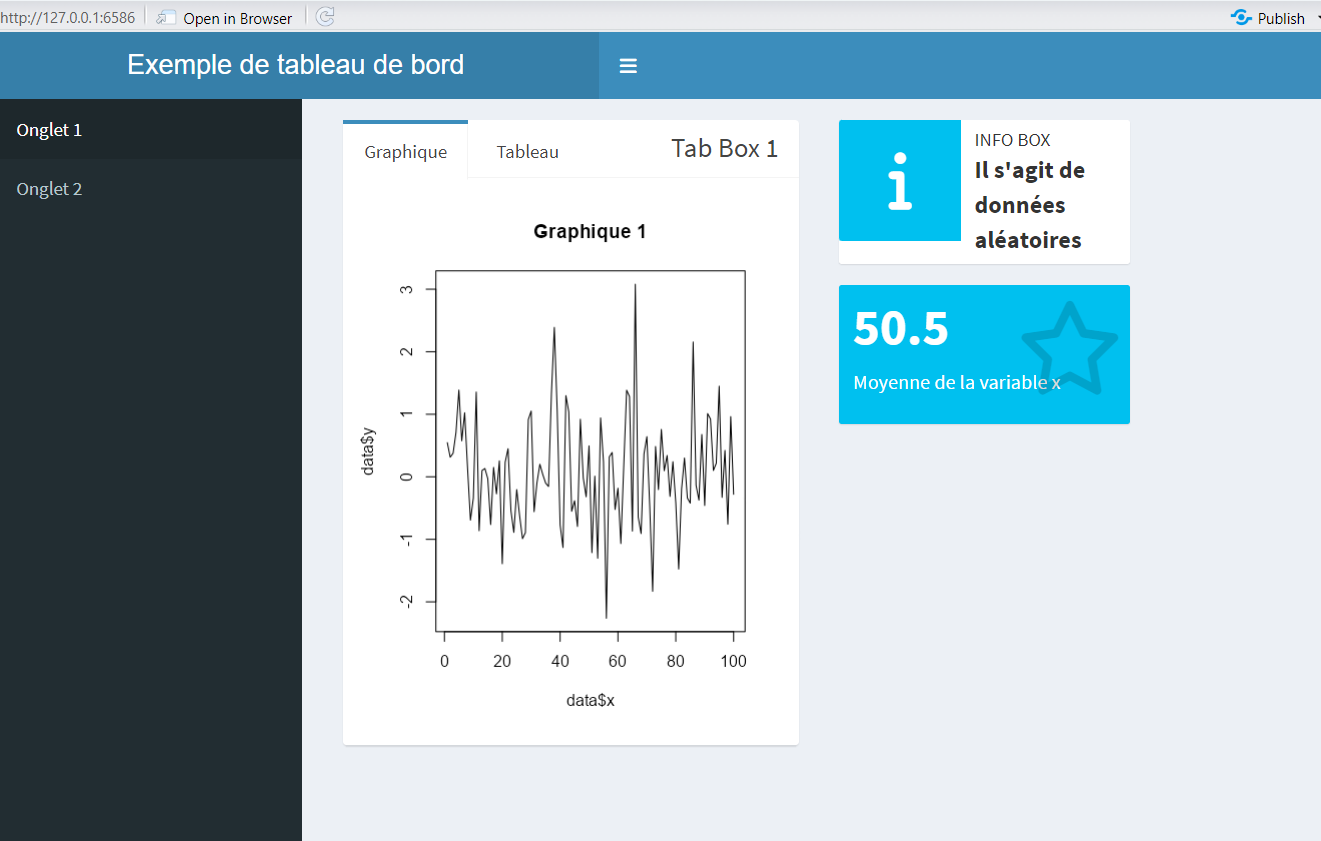 http://127.0.0.1:6586
Open in Browser
Publish
Exemple de tableau de bord
Onglet 1
Onglet 2
Graphique
Tableau
Tab Box 1
Graphique 1
3
2
1
0
-1
-2
data$y
0 20 40 60 80 100
data$x
INFO BOX
Il s'agit de
données
aléatoires
50.5
Moyenne de la variable x